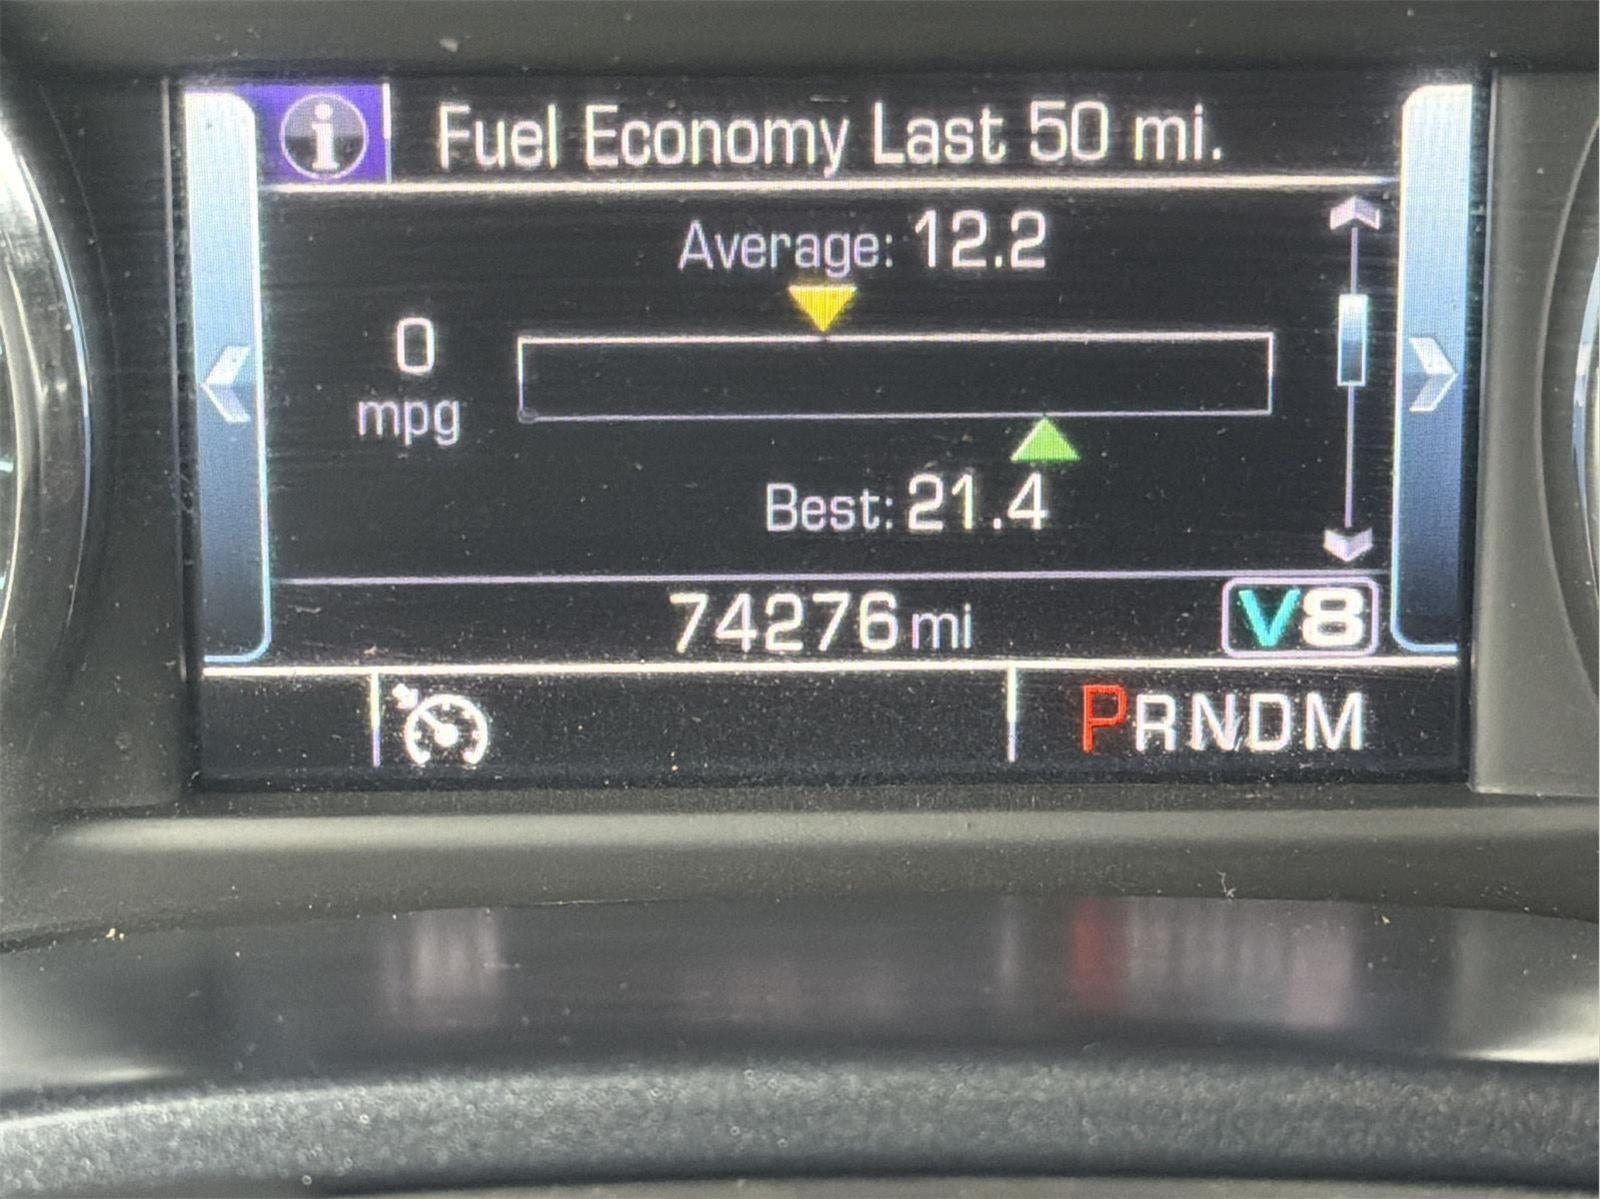 i Fuel Economy Last 50 mi.
Average: 12.2
0
mpg
Best: 21.4
74276 mi V8
PRNDM